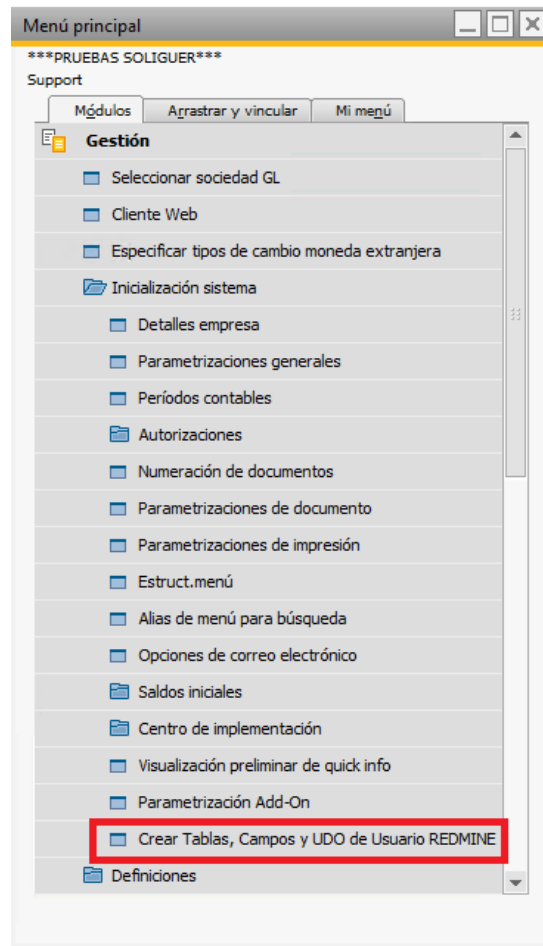 Menú principal
***PRUEBAS SOLIGUER***
Support
Módulos Arrastrar y vincular Mi menú
Gestión
Seleccionar sociedad GL
Cliente Web
Especificar tipos de cambio moneda extranjera
Inicialización sistema
Detalles empresa
Parametrizaciones generales
Períodos contables
Autorizaciones
Numeración de documentos
Parametrizaciones de documento
Parametrizaciones de impresión
Estruct.menú
Alias de menú para búsqueda
Opciones de correo electrónico
Saldos iniciales
Centro de implementación
Visualización preliminar de quick info
Parametrización Add-On
Crear Tablas, Campos y UDO de Usuario REDMINE
Definiciones